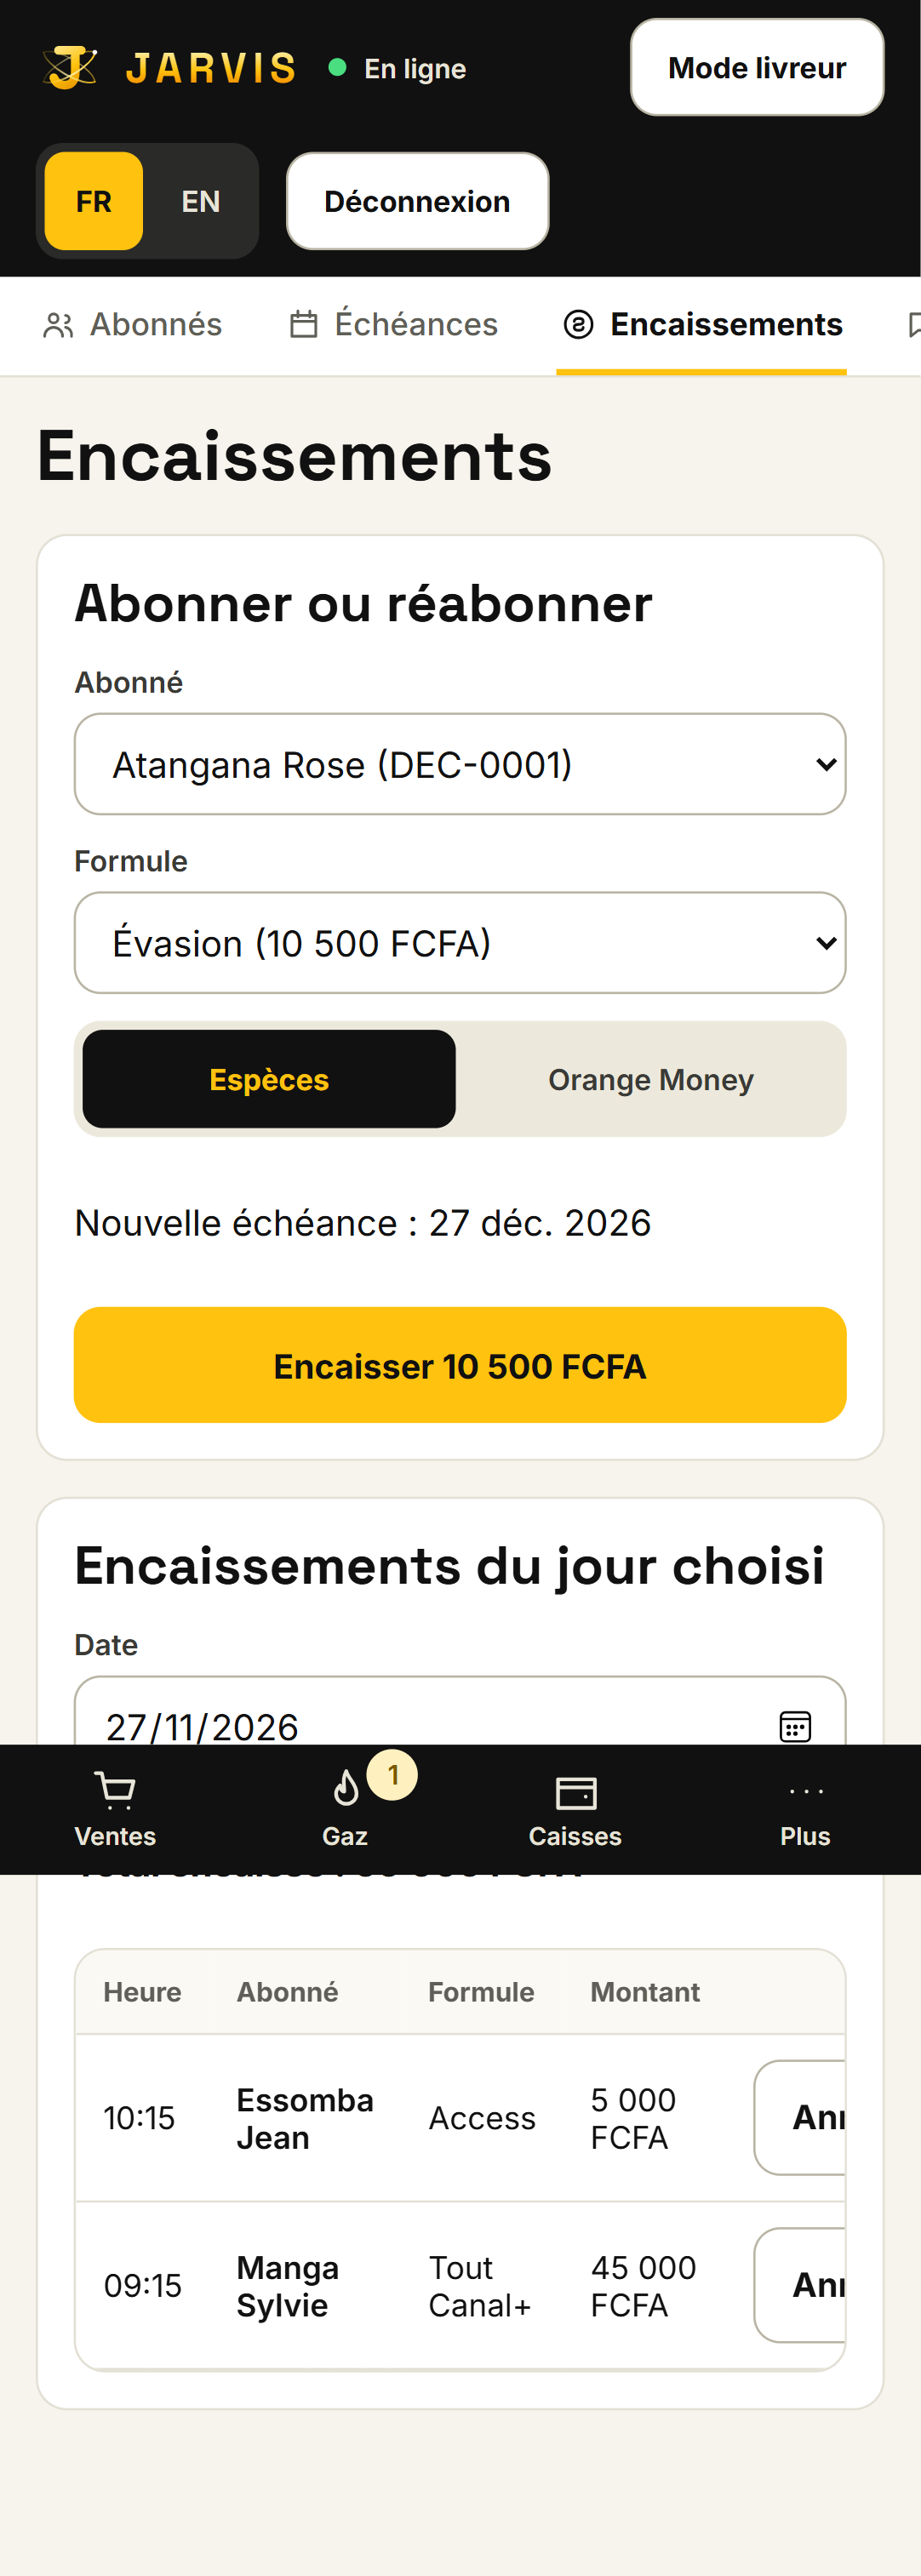 JARVIS
En ligne
Mode livreur
FR
EN
Déconnexion
Abonnés
Échéances
Encaissements
Encaissements
Abonner ou réabonner
Abonné
Atangana Rose (DEC-0001)
Formule
Évasion (10 500 FCFA)
Espèces
Orange Money
Nouvelle échéance : 27 déc. 2026
Encaisser 10 500 FCFA
Encaissements du jour choisi
Date
27/11/2026
Ventes
Gaz
1
Caisses
Plus
Heure
Abonné
Formule
Montant
10:15
Essomba
Jean
Access
5 000
FCFA
09:15
Manga
Sylvie
Tout
Canal+
45 000
FCFA